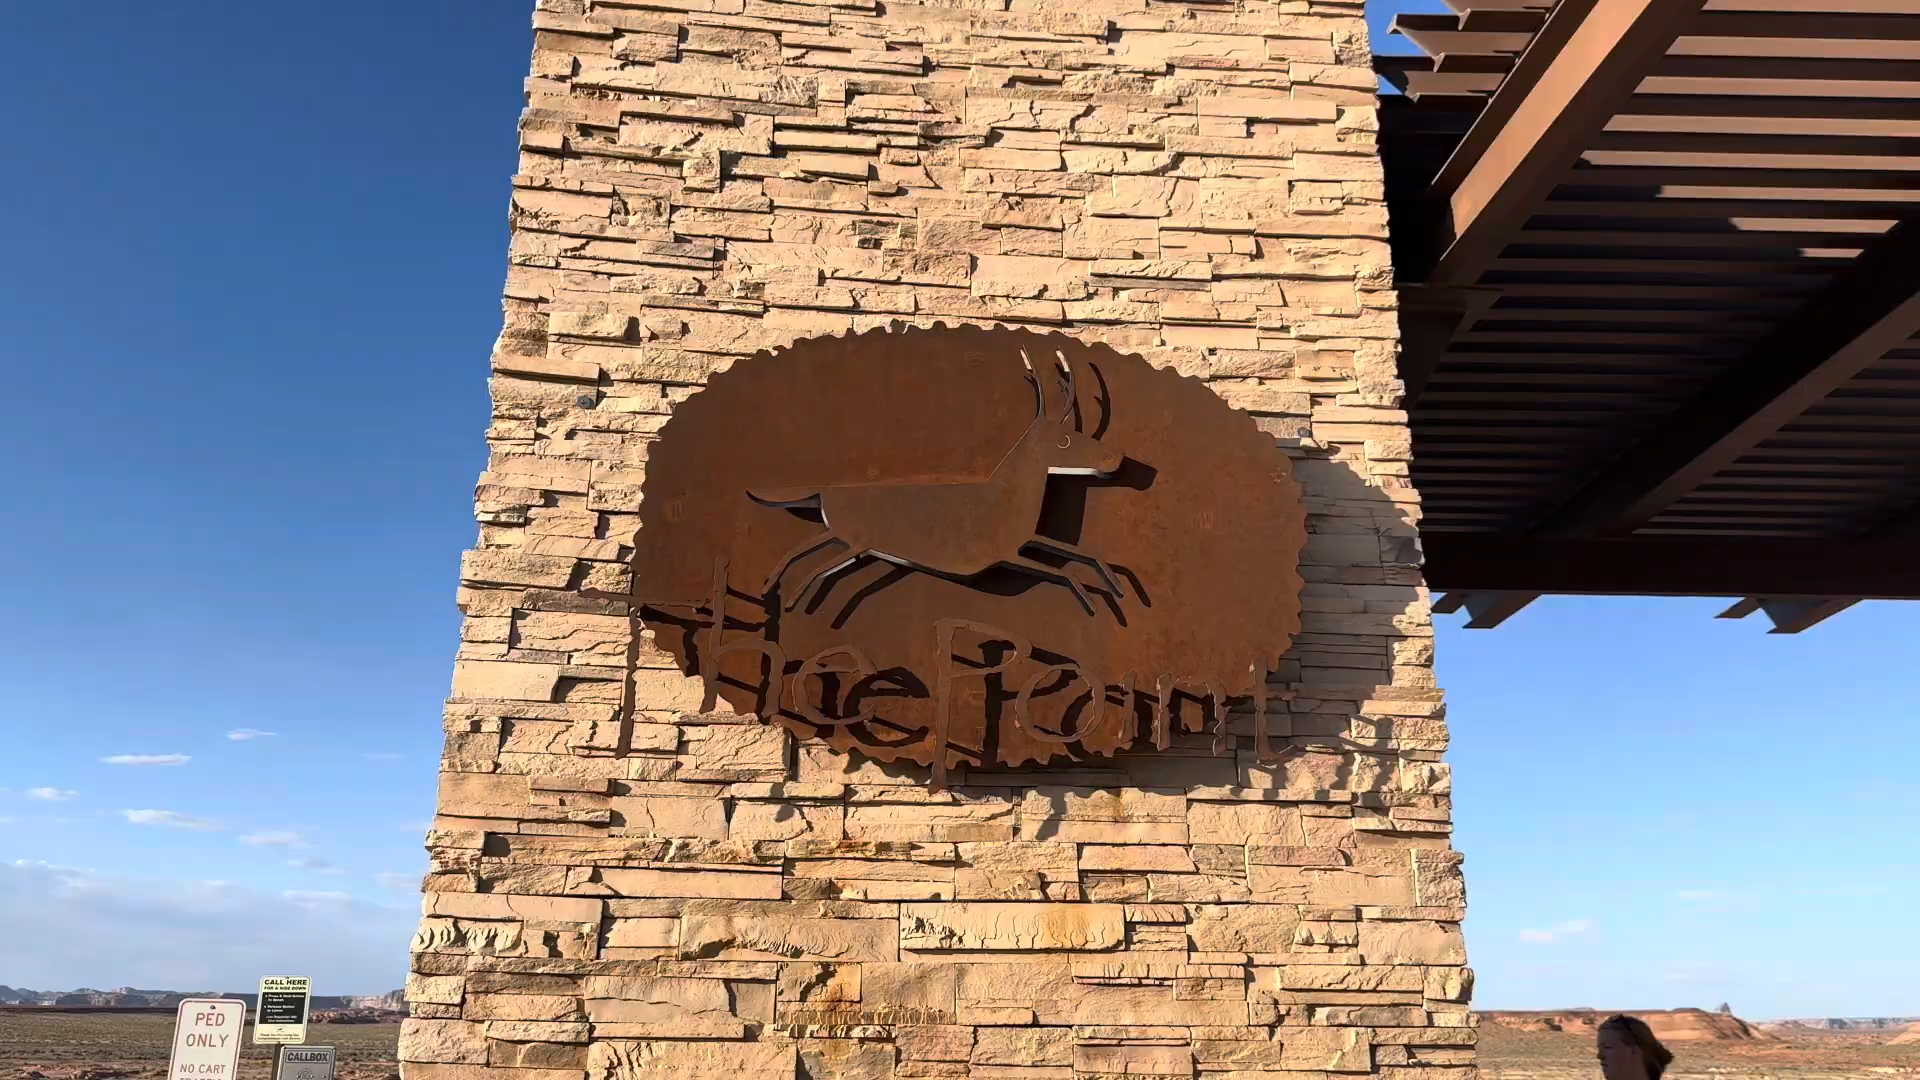 the Point
CALL HERE
FOR A RIDE DOWN
PED
ONLY
NO CART
CALLBOX